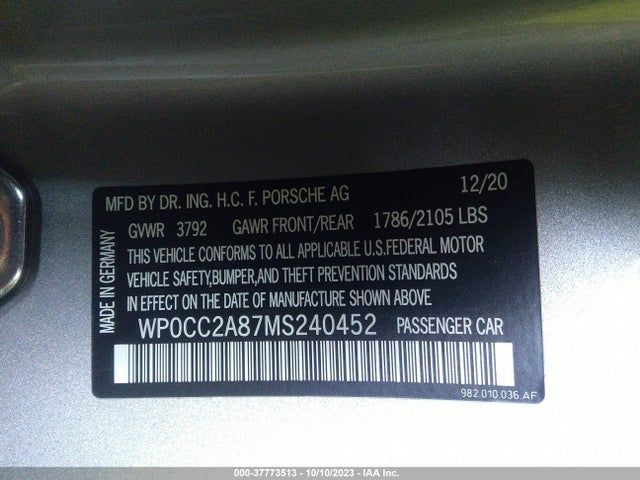 MFD BY DR. ING. H.C. F. PORSCHE AG 12/20
GVWR 3792 GAWR FRONT/REAR 1786/2105 LBS
THIS VEHICLE CONFORMS TO ALL APPLICABLE U.S.FEDERAL MOTOR
VEHICLE SAFETY,BUMPER,AND THEFT PREVENTION STANDARDS
IN EFFECT ON THE DATE OF MANUFACTURE SHOWN ABOVE
MADE IN GERMANY
WP0CC2A87MS240452 PASSENGER CAR
982.010.036.AF
000-37773513 - 10/10/2023 - IAA Inc.